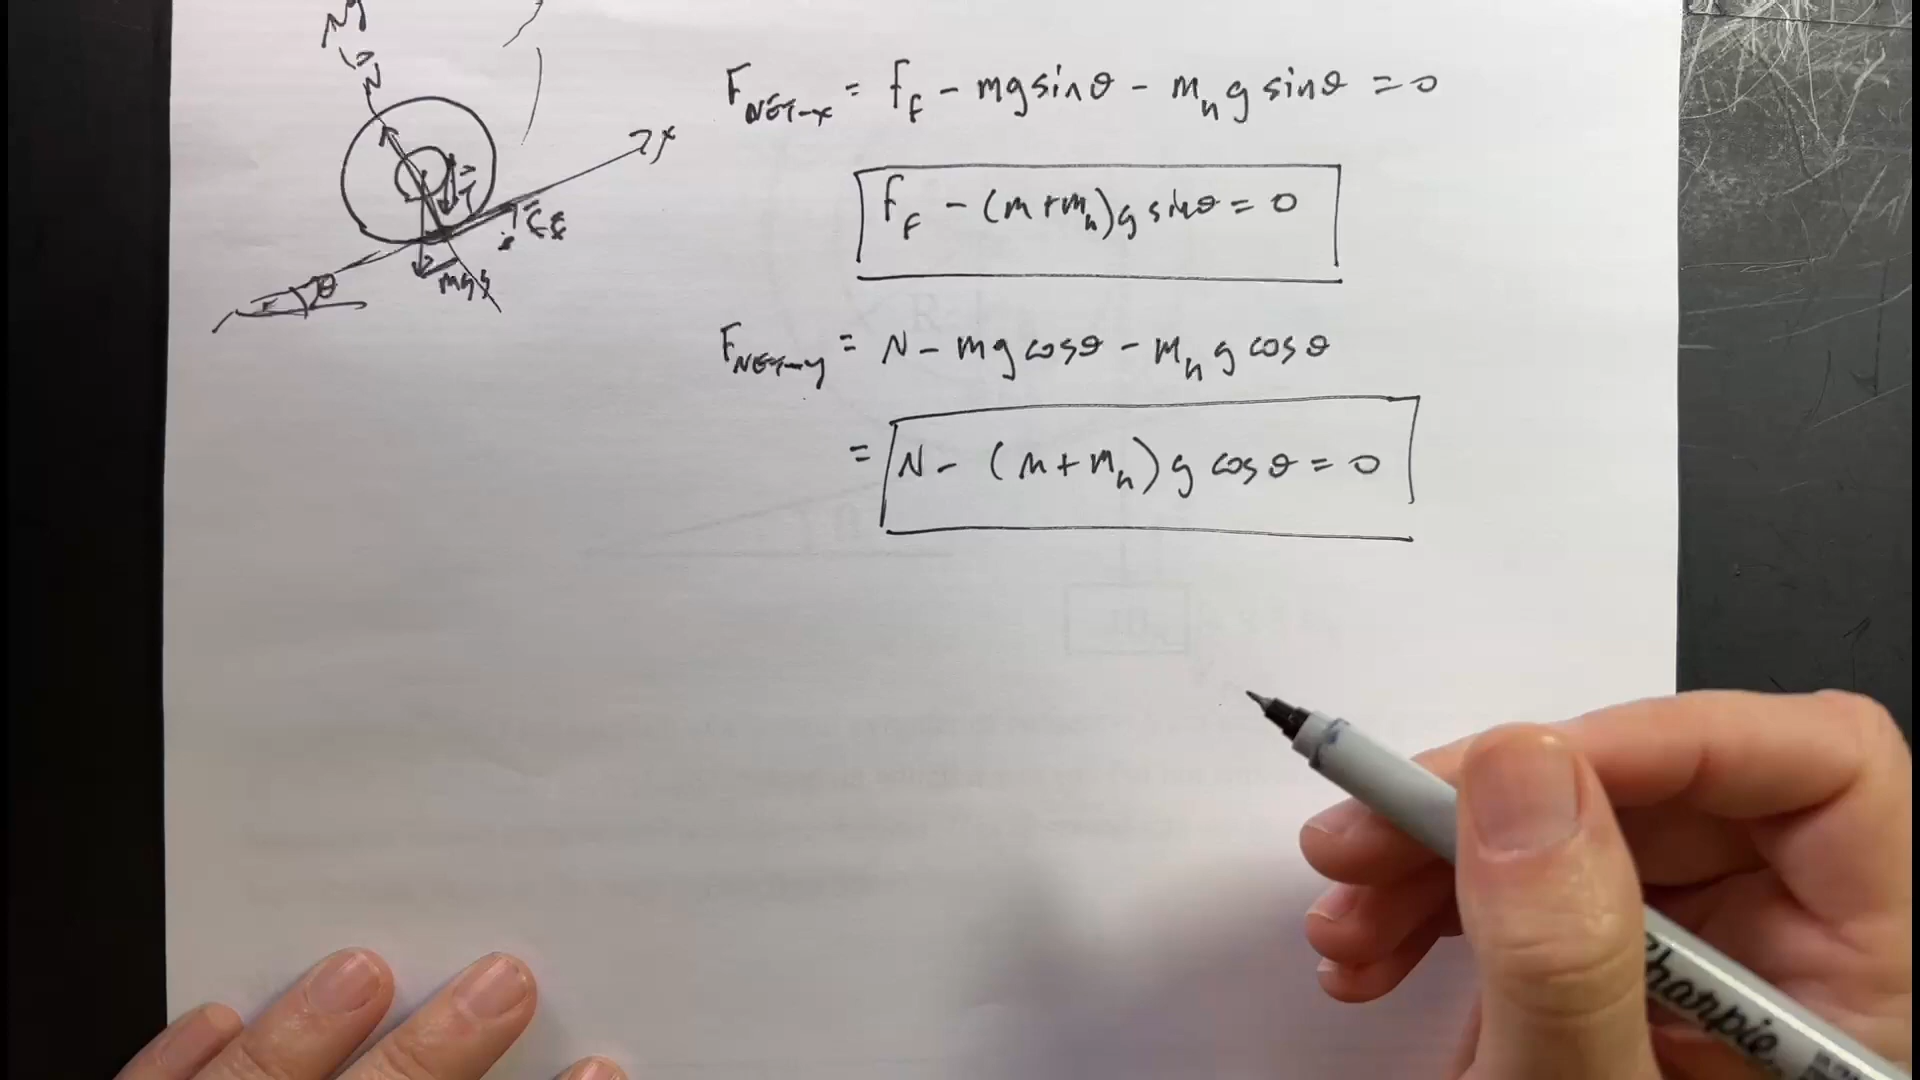 N
x
T
F_f
mg
θ
F_NET-x = f_f - mg sinθ - m_h g sinθ = 0
f_f - (m+m_h)g sinθ = 0
F_NET-y = N - mg cosθ - m_h g cosθ
= N - (m+m_h) g cosθ = 0
Sharpie